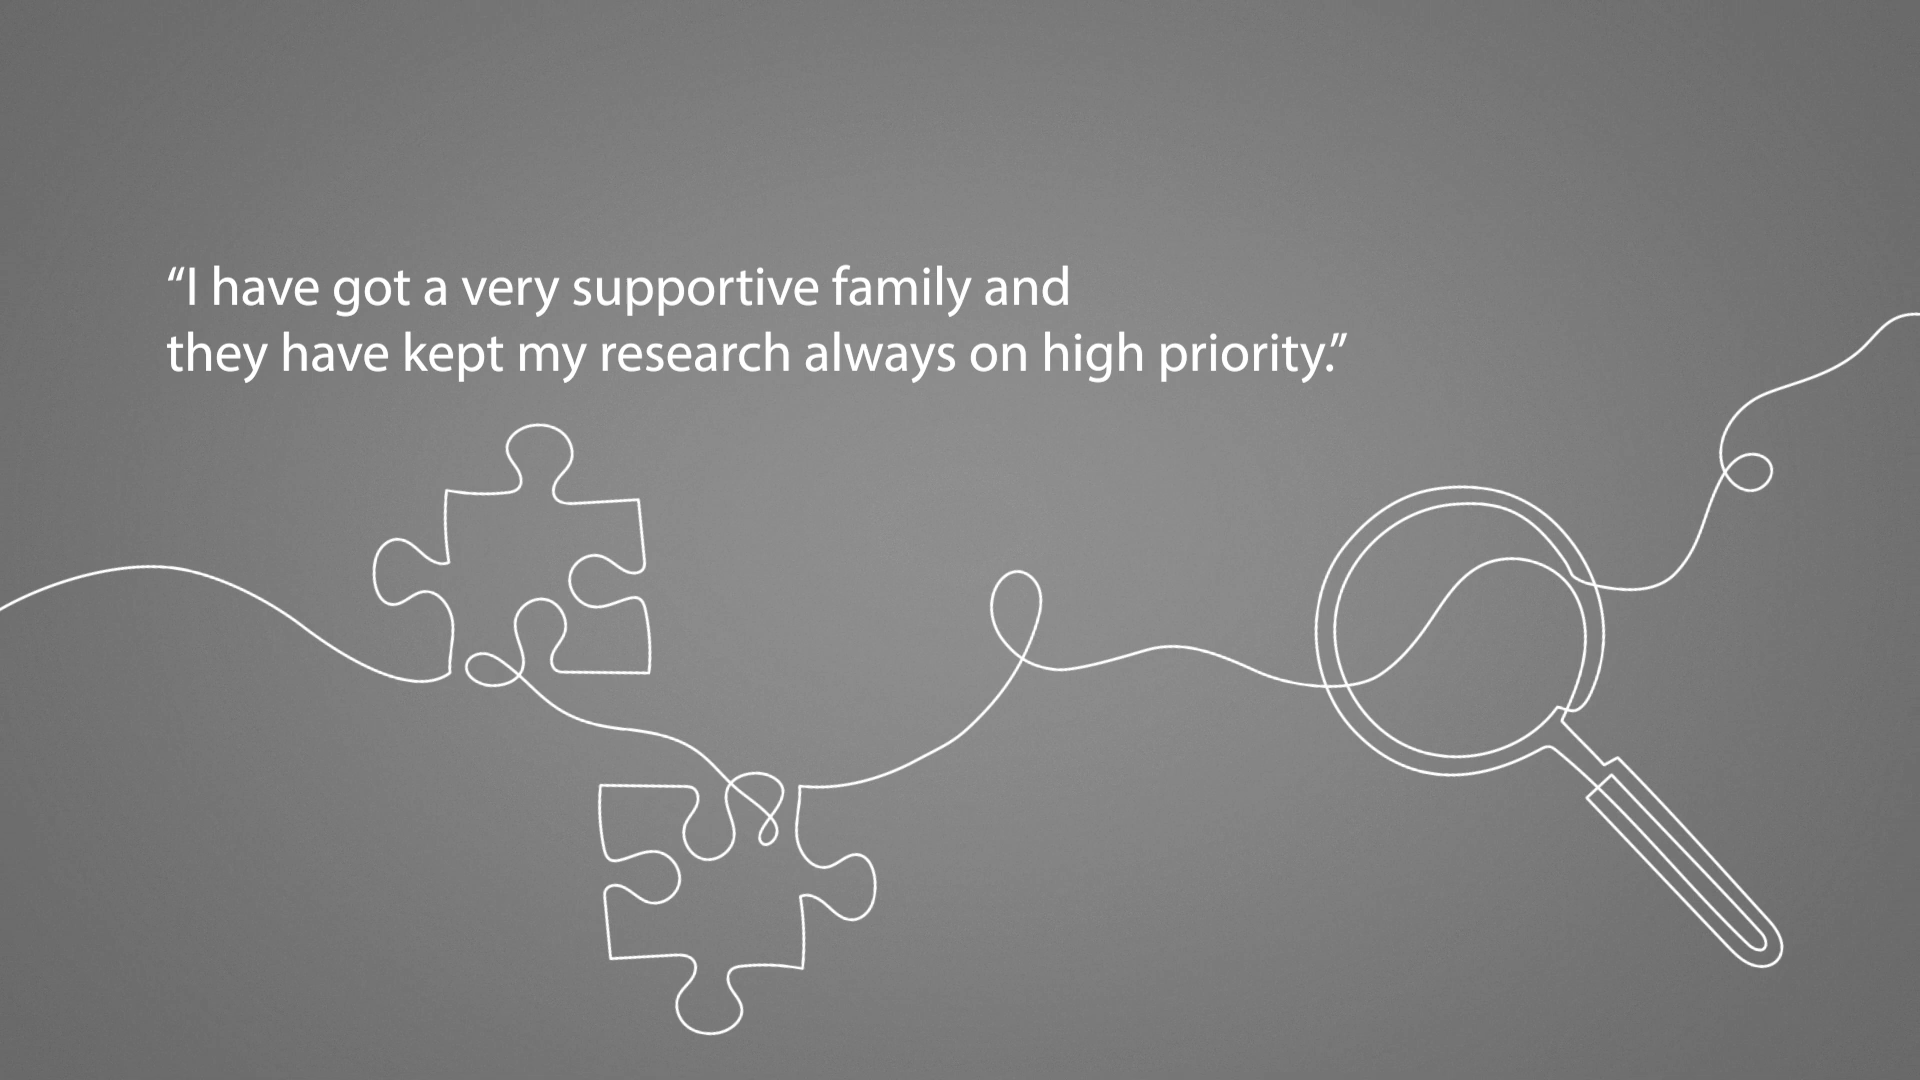 “I have got a very supportive family and
they have kept my research always on high priority.”